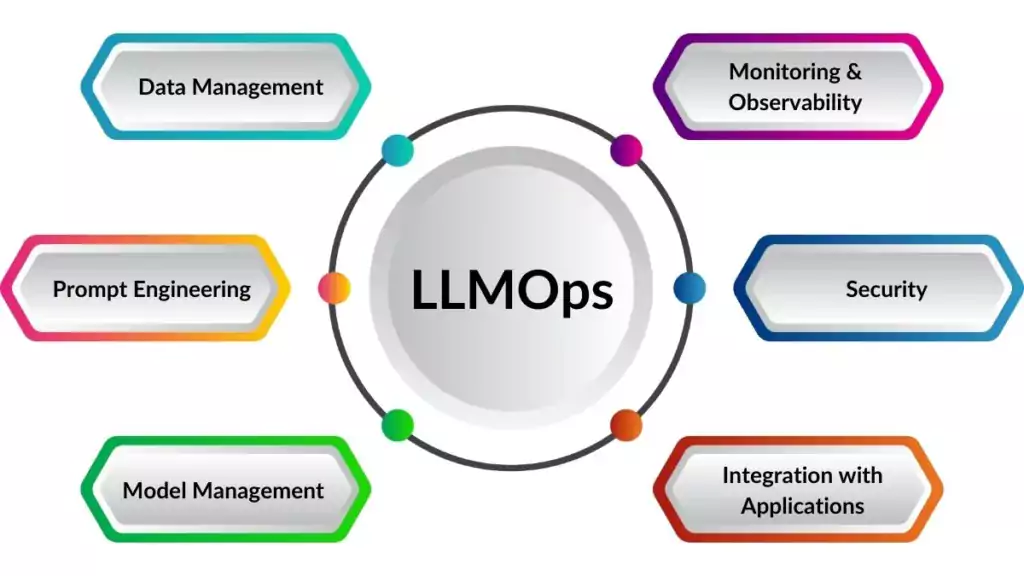 Data Management
Monitoring &
Observability
Prompt Engineering
LLMOps
Security
Model Management
Integration with
Applications